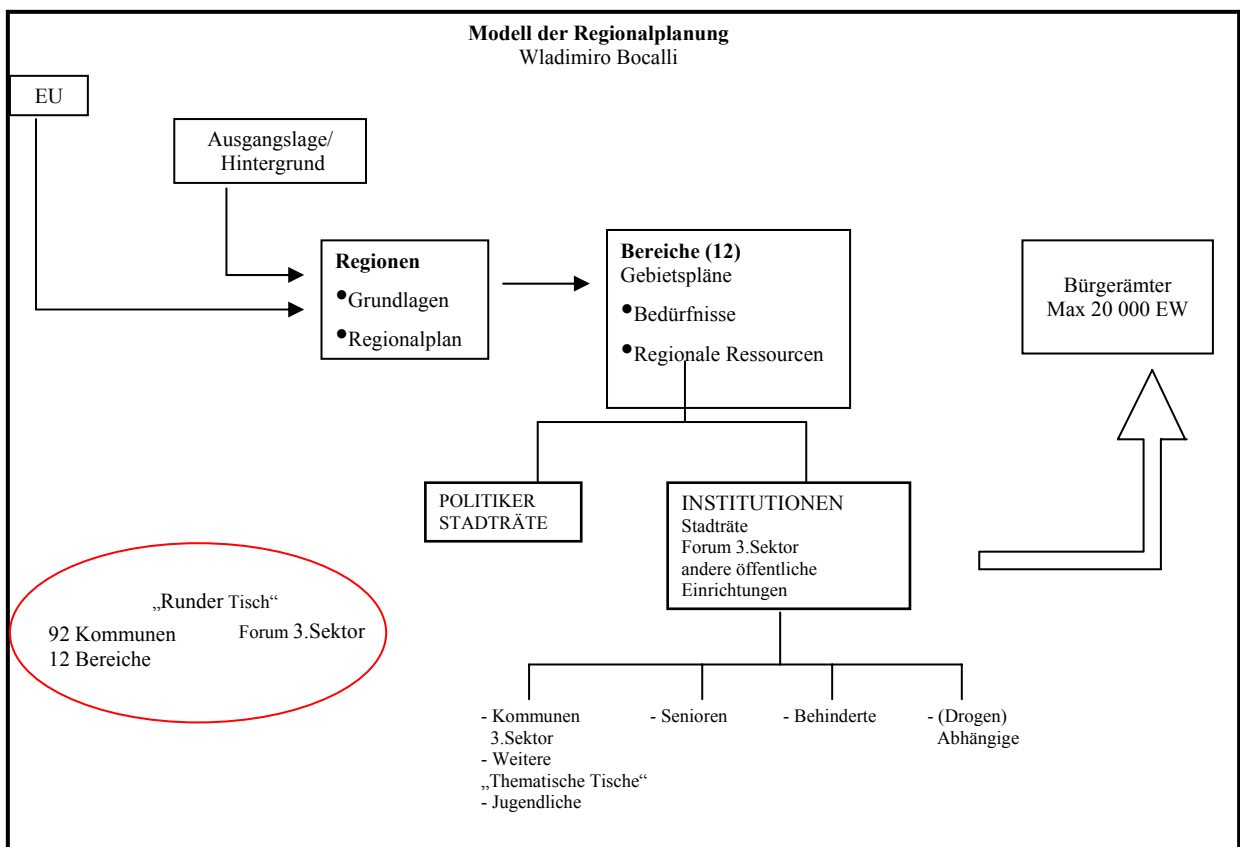 Modell der Regionalplanung
Wladimiro Bocalli
EU
Ausgangslage/
Hintergrund
Regionen
•Grundlagen
•Regionalplan
Bereiche (12)
Gebietspläne
•Bedürfnisse
•Regionale Ressourcen
Bürgerämter
Max 20 000 EW
POLITIKER
STADTRÄTE
INSTITUTIONEN
Stadträte
Forum 3.Sektor
andere öffentliche
Einrichtungen
„Runder Tisch“
92 Kommunen
12 Bereiche
Forum 3.Sektor
- Kommunen
3.Sektor
- Weitere
„Thematische Tische“
- Jugendliche
- Senioren
- Behinderte
- (Drogen)
Abhängige